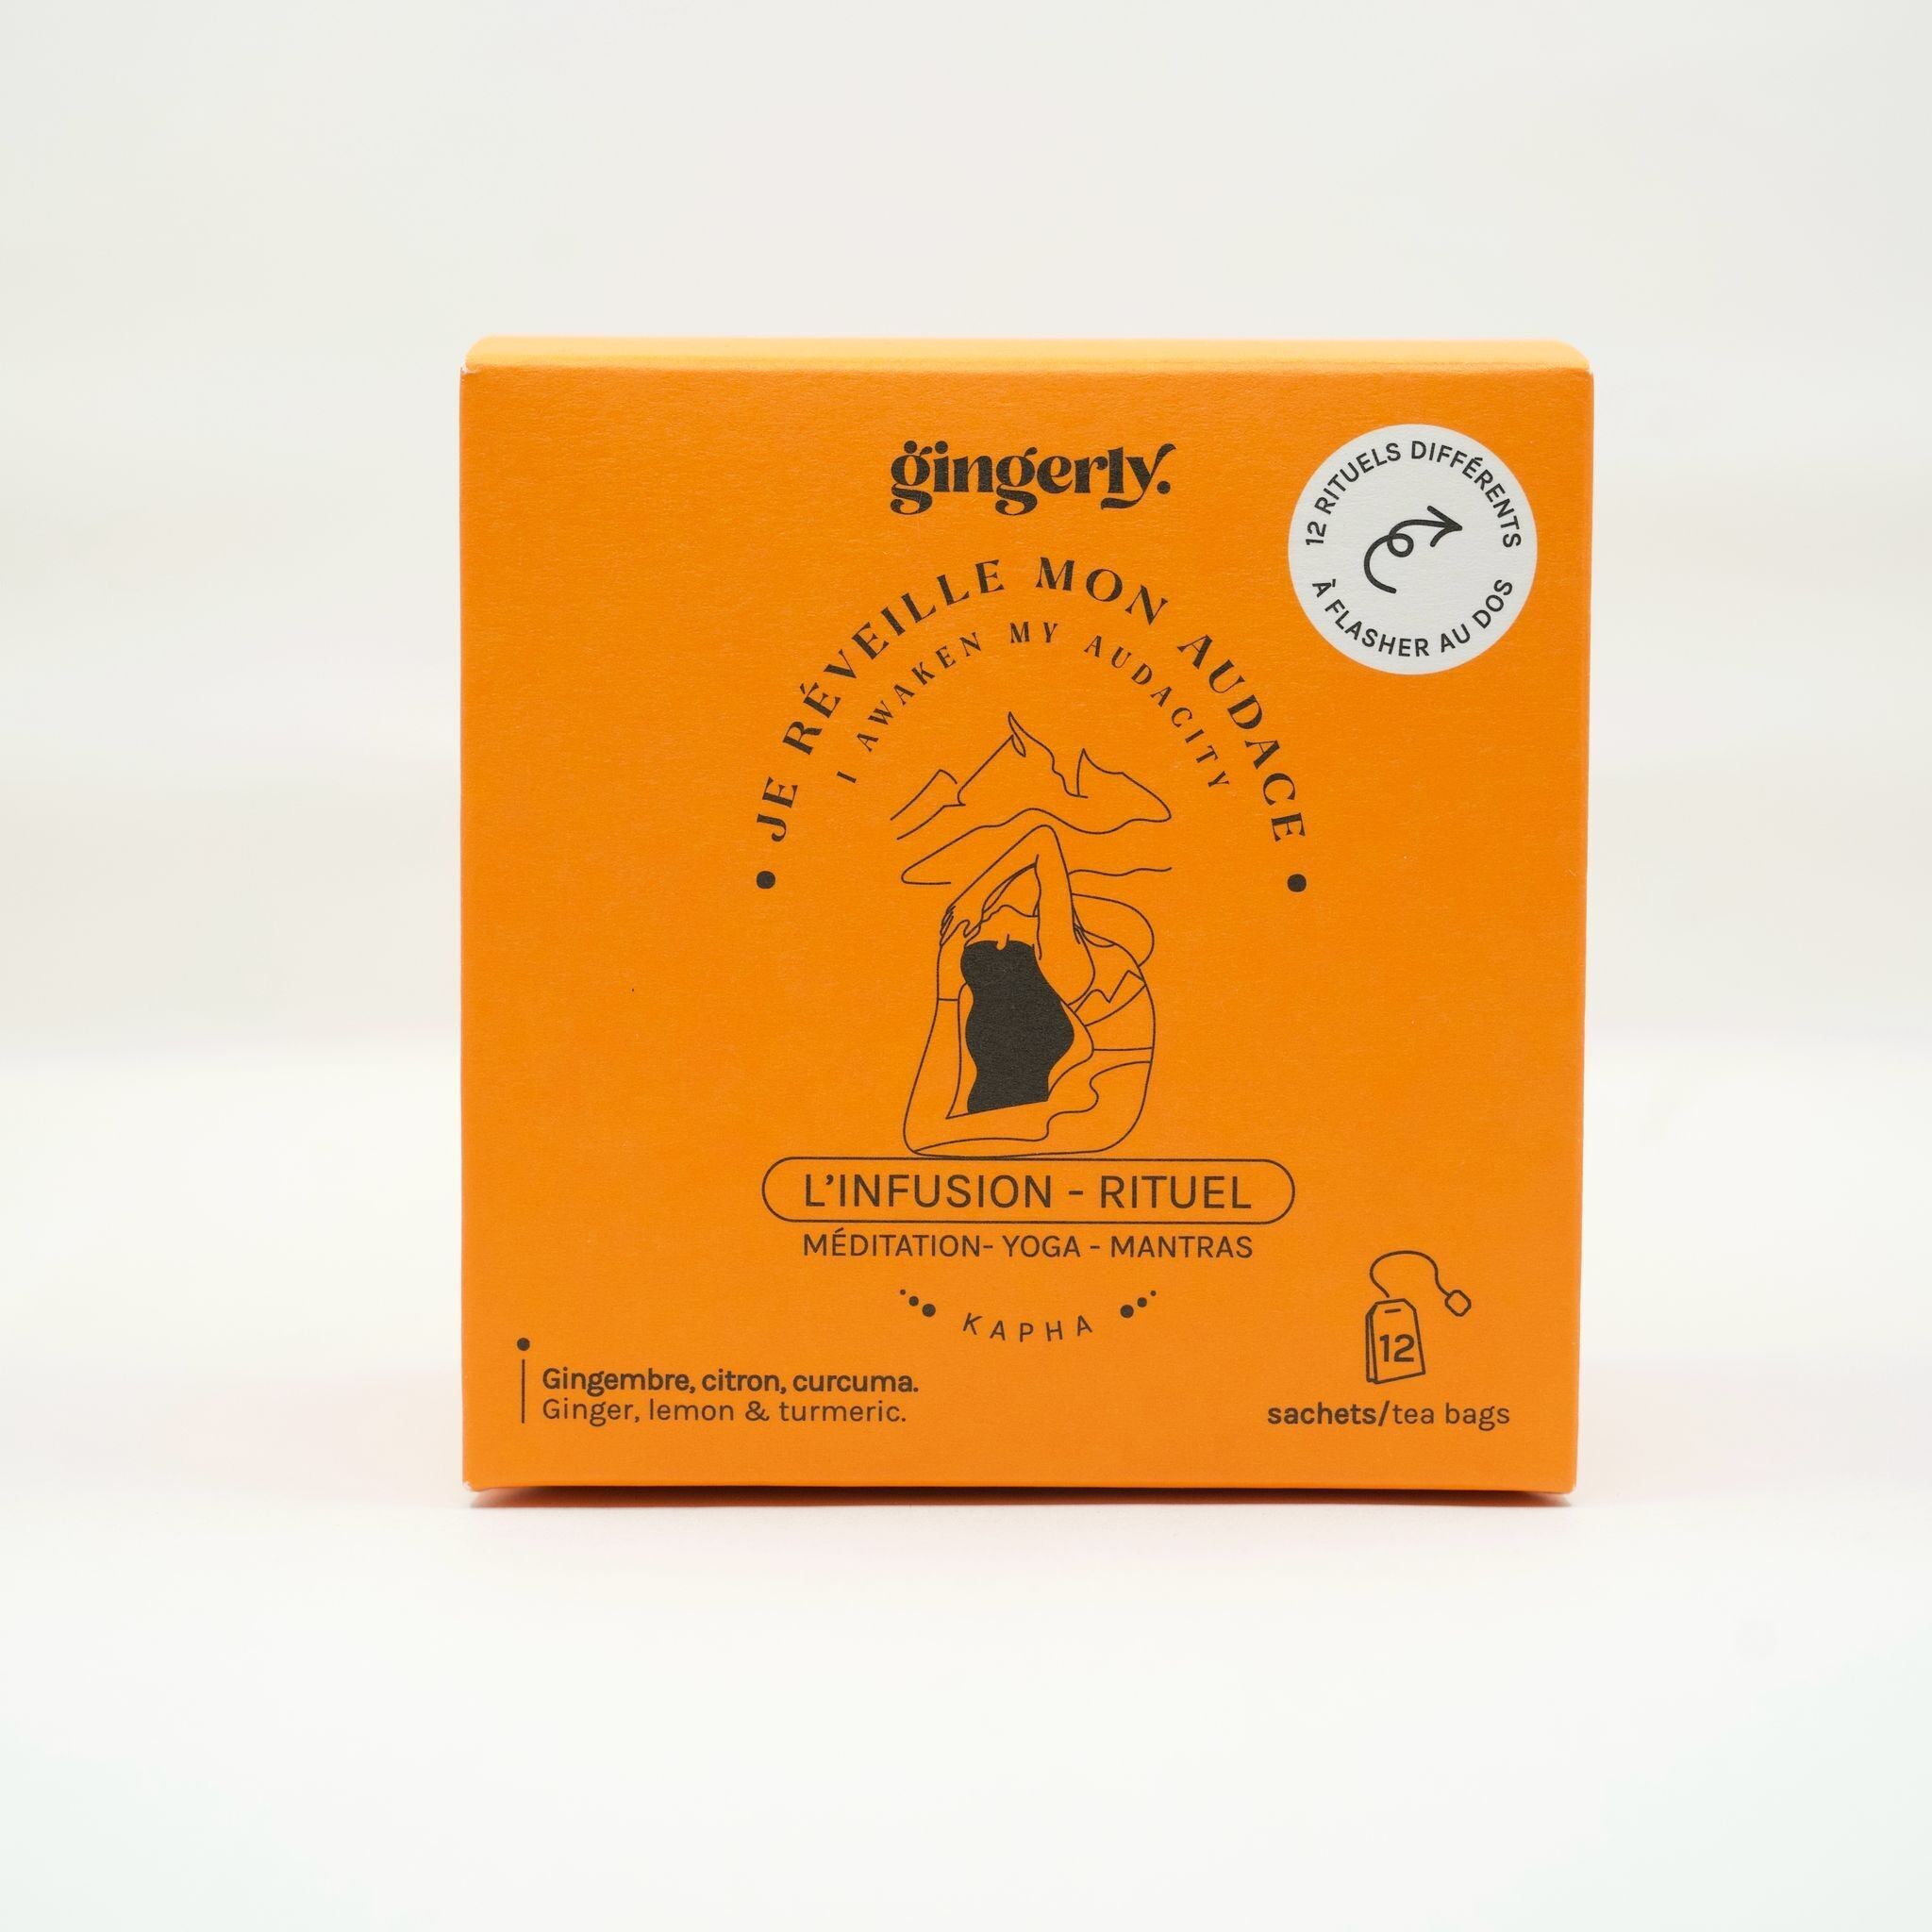 gingerly.
12 RITUELS DIFFÉRENTS
À FLASHER AU DOS
• JE RÉVEILLE MON AUDACE •
I AWAKEN MY AUDACITY
L'INFUSION - RITUEL
MÉDITATION- YOGA - MANTRAS
KAPHA
Gingembre, citron, curcuma.
Ginger, lemon & turmeric.
12
sachets/tea bags